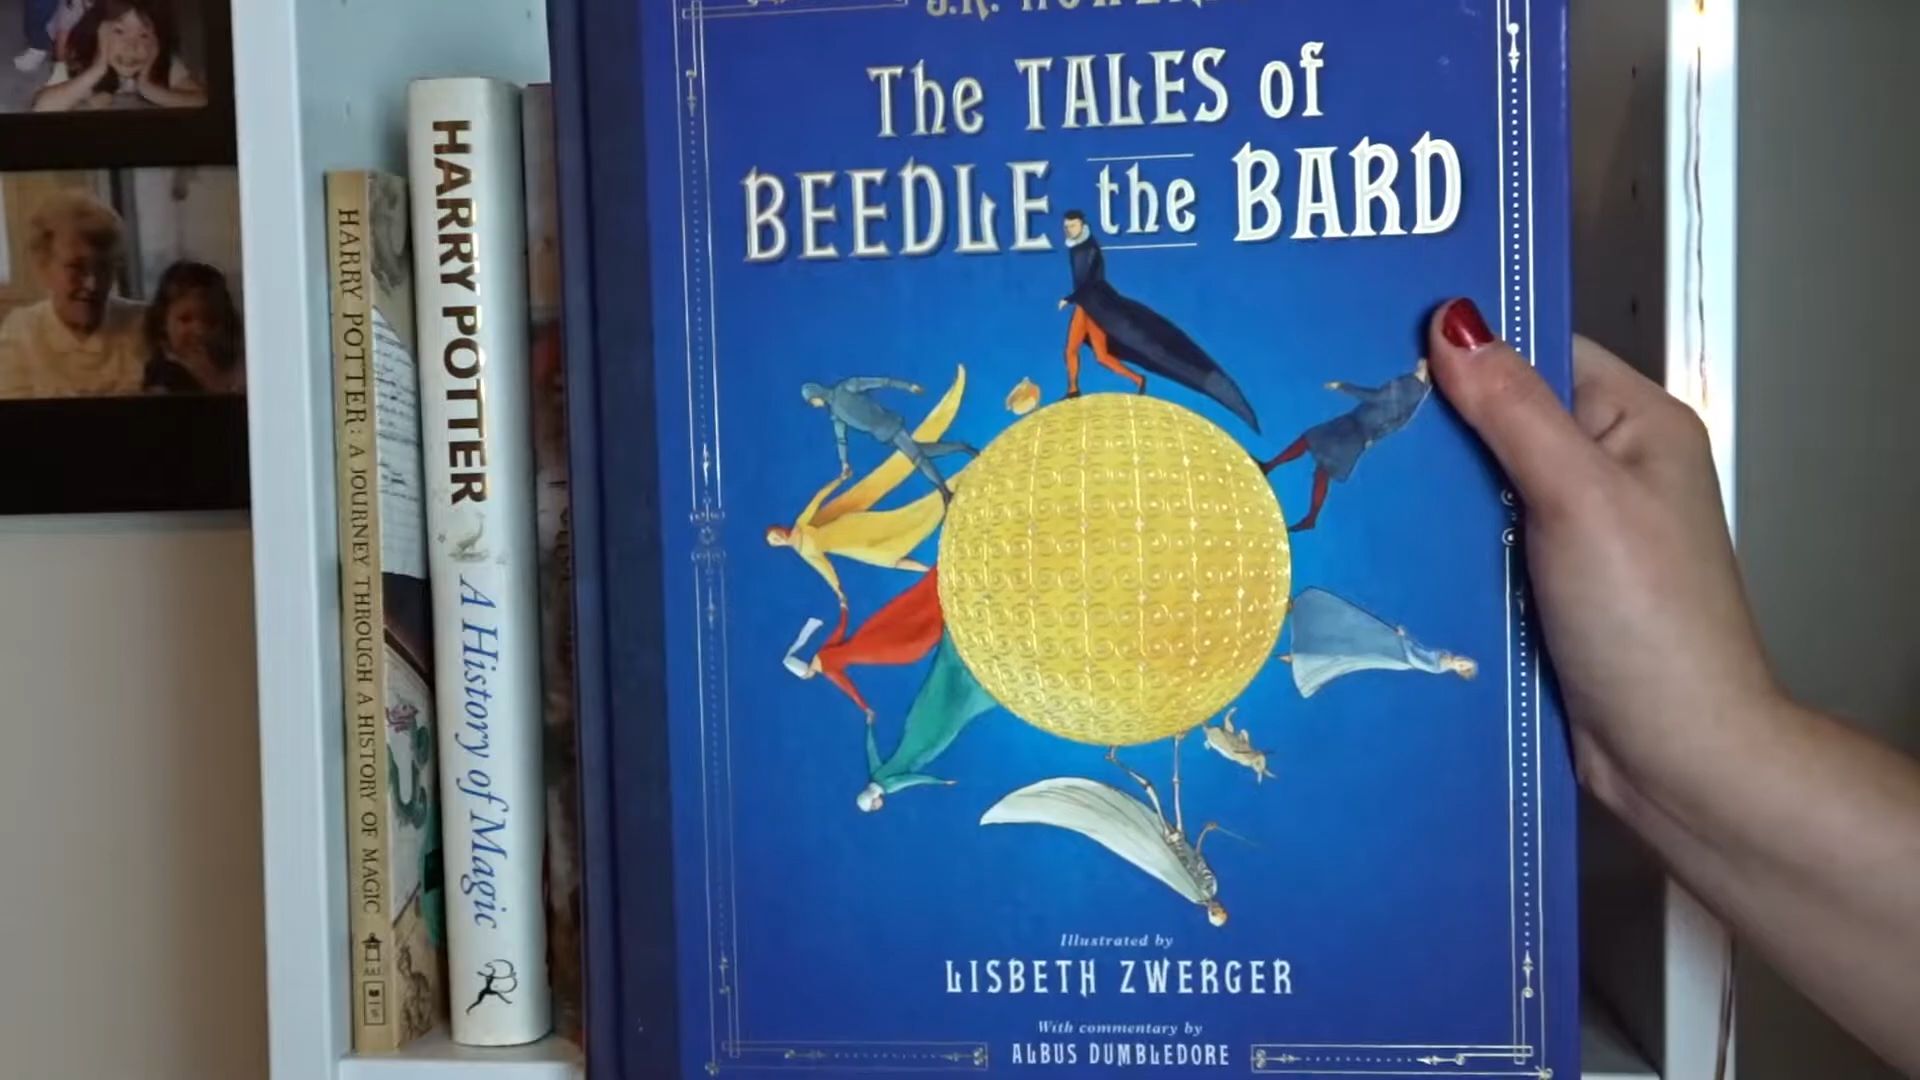 The TALES of
BEEDLE the BARD
Illustrated by
LISBETH ZWERGER
With commentary by
ALBUS DUMBLEDORE
HARRY POTTER: A JOURNEY THROUGH A HISTORY OF MAGIC
HARRY POTTER A History of Magic